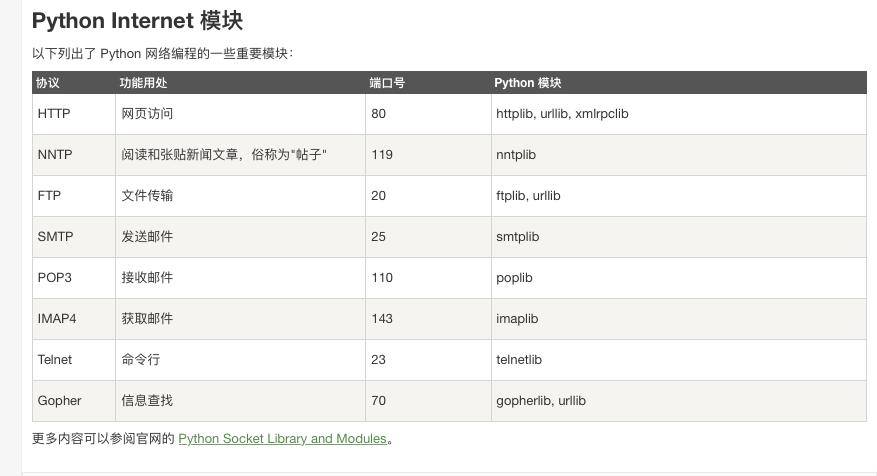 Python Internet 模块
以下列出了 Python 网络编程的一些重要模块：
协议 功能用处 端口号 Python 模块
HTTP 网页访问 80 httplib, urllib, xmlrpclib
NNTP 阅读和张贴新闻文章，俗称为"帖子" 119 nntplib
FTP 文件传输 20 ftplib, urllib
SMTP 发送邮件 25 smtplib
POP3 接收邮件 110 poplib
IMAP4 获取邮件 143 imaplib
Telnet 命令行 23 telnetlib
Gopher 信息查找 70 gopherlib, urllib
更多内容可以参阅官网的 Python Socket Library and Modules。